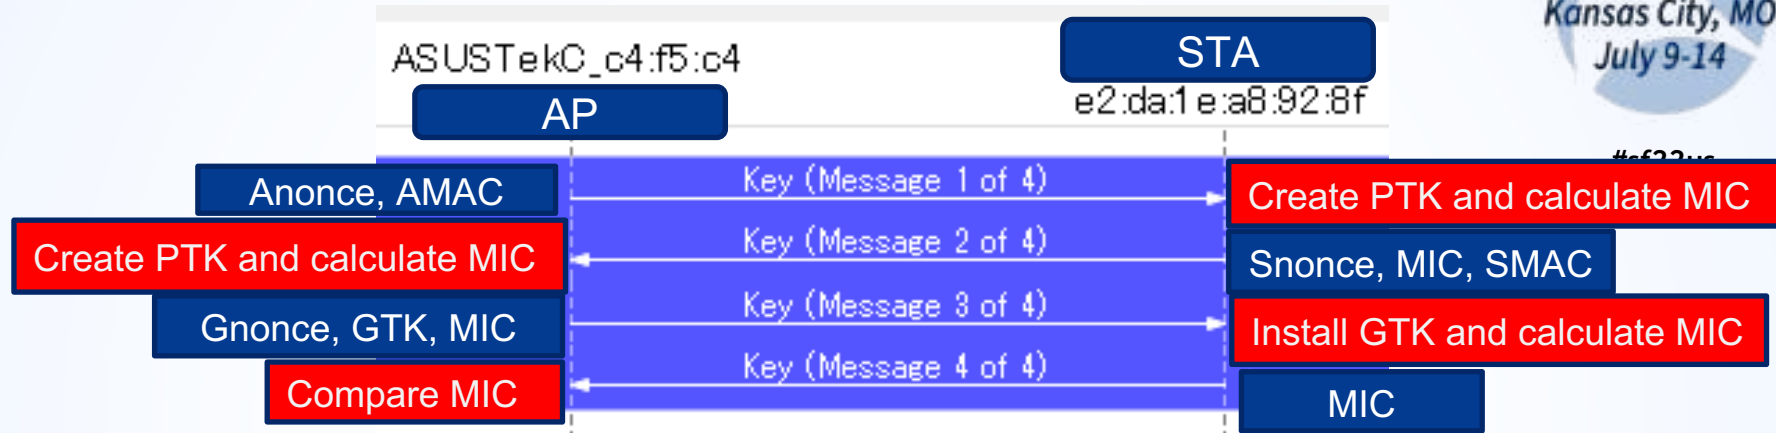 Kansas City, MO
July 9-14
ASUSTekC_c4:f5:c4
STA
AP
e2:da:1e:a8:92:8f
Anonce, AMAC
Key (Message 1 of 4)
Create PTK and calculate MIC
Create PTK and calculate MIC
Key (Message 2 of 4)
Snonce, MIC, SMAC
Gnonce, GTK, MIC
Key (Message 3 of 4)
Install GTK and calculate MIC
Compare MIC
Key (Message 4 of 4)
MIC